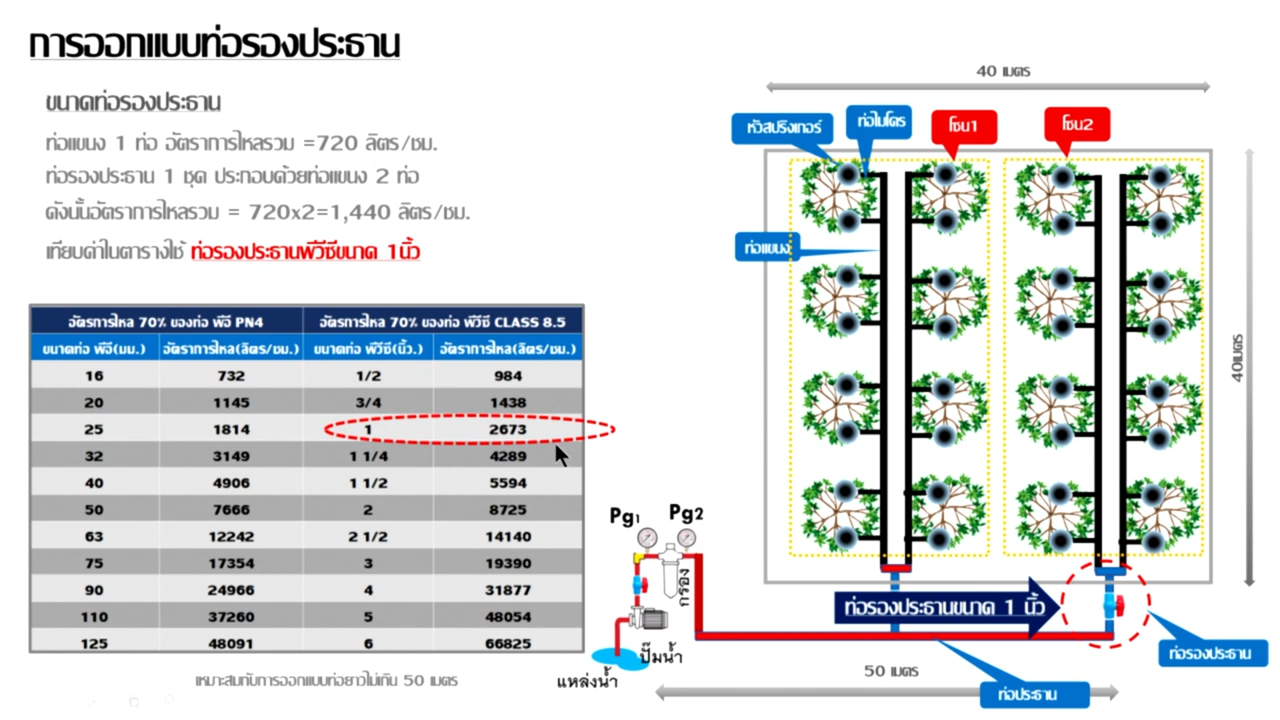 การออกแบบท่อรองประธาน
ขนาดท่อรองประธาน
ท่อแขนง 1 ท่อ อัตราการไหลรวม =720 ลิตร/ชม.
ท่อรองประธาน 1 ชุด ประกอบด้วยท่อแขนง 2 ท่อ
ดังนั้นอัตราการไหลรวม = 720x2=1,440 ลิตร/ชม.
เทียบค่าในตารางใช้ ท่อรองประธานพีวีซีขนาด 1นิ้ว
อัตรการไหล 70% ของท่อ พีอี PN4 อัตรการไหล 70% ของท่อ พีวีซี CLASS 8.5
ขนาดท่อ พีอี(มม.) อัตราการไหล(ลิตร/ชม.) ขนาดท่อ พีวีซี(นิ้ว.) อัตราการไหล(ลิตร/ชม.)
16 732 1/2 984
20 1145 3/4 1438
25 1814 1 2673
32 3149 1 1/4 4289
40 4906 1 1/2 5594
50 7666 2 8725
63 12242 2 1/2 14140
75 17354 3 19390
90 24966 4 31877
110 37260 5 48054
125 48091 6 66825
เหมาะสมกับการออกแบบท่อยาวไม่เกิน 50 เมตร
40 เมตร
หัวสปริงเกอร์
ท่อไมโคร
โซน1
โซน2
ท่อแขนง
40เมตร
Pg1
Pg2
กรอง
ปั๊มน้ำ
แหล่งน้ำ
ท่อรองประธานขนาด 1 นิ้ว
ท่อรองประธาน
50 เมตร
ท่อประธาน